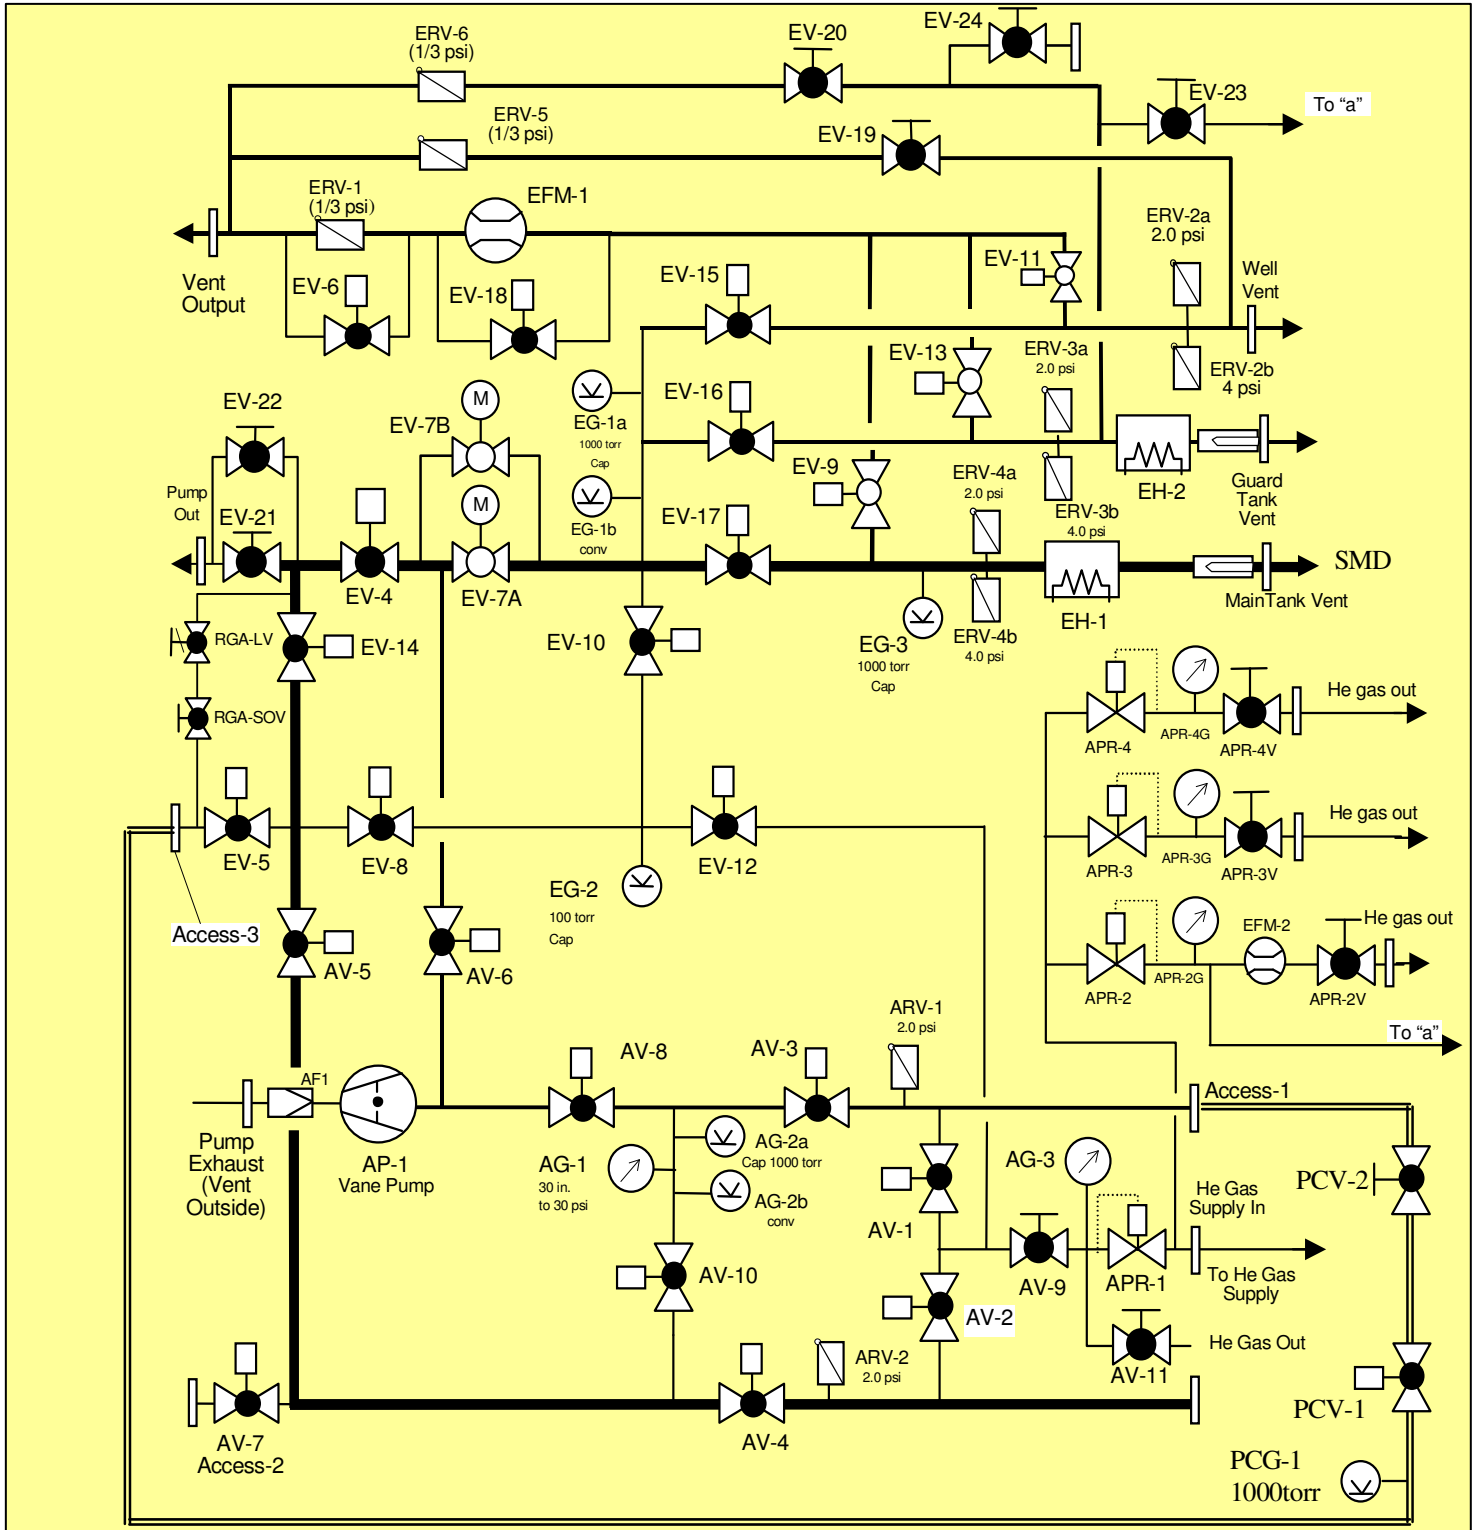 EV-24
ERV-6
(1/3 psi)
EV-20
EV-23
To “a”
ERV-5
(1/3 psi)
EV-19
ERV-1
(1/3 psi)
EFM-1
ERV-2a
2.0 psi
Vent
Output
EV-6
EV-18
EV-15
EV-11
Well
Vent
EV-13
ERV-3a
2.0 psi
ERV-2b
4 psi
EV-22
EV-7B
M
EG-1a
1000 torr
Cap
EV-16
EV-9
ERV-4a
2.0 psi
EH-2
Guard
Tank
Vent
Pump
Out
EV-21
M
EG-1b
conv
EV-17
ERV-3b
4.0 psi
SMD
EV-4
EV-7A
MainTank Vent
RGA-LV
EV-14
EV-10
EG-3
1000 torr
Cap
ERV-4b
4.0 psi
EH-1
RGA-SOV
He gas out
APR-4
APR-4G
APR-4V
He gas out
EV-5
EV-8
EV-12
APR-3
APR-3G
APR-3V
EG-2
100 torr
Cap
Access-3
AV-5
AV-6
EFM-2
He gas out
APR-2
APR-2G
APR-2V
ARV-1
2.0 psi
To “a”
AV-8
AV-3
AF1
Access-1
Pump
Exhaust
(Vent
Outside)
AP-1
Vane Pump
AG-1
30 in.
to 30 psi
AG-2a
Cap 1000 torr
AG-2b
conv
AG-3
AV-1
He Gas
Supply In
PCV-2
AV-10
AV-9
APR-1
To He Gas
Supply
AV-2
ARV-2
2.0 psi
He Gas Out
AV-11
AV-7
Access-2
AV-4
PCV-1
PCG-1
1000torr